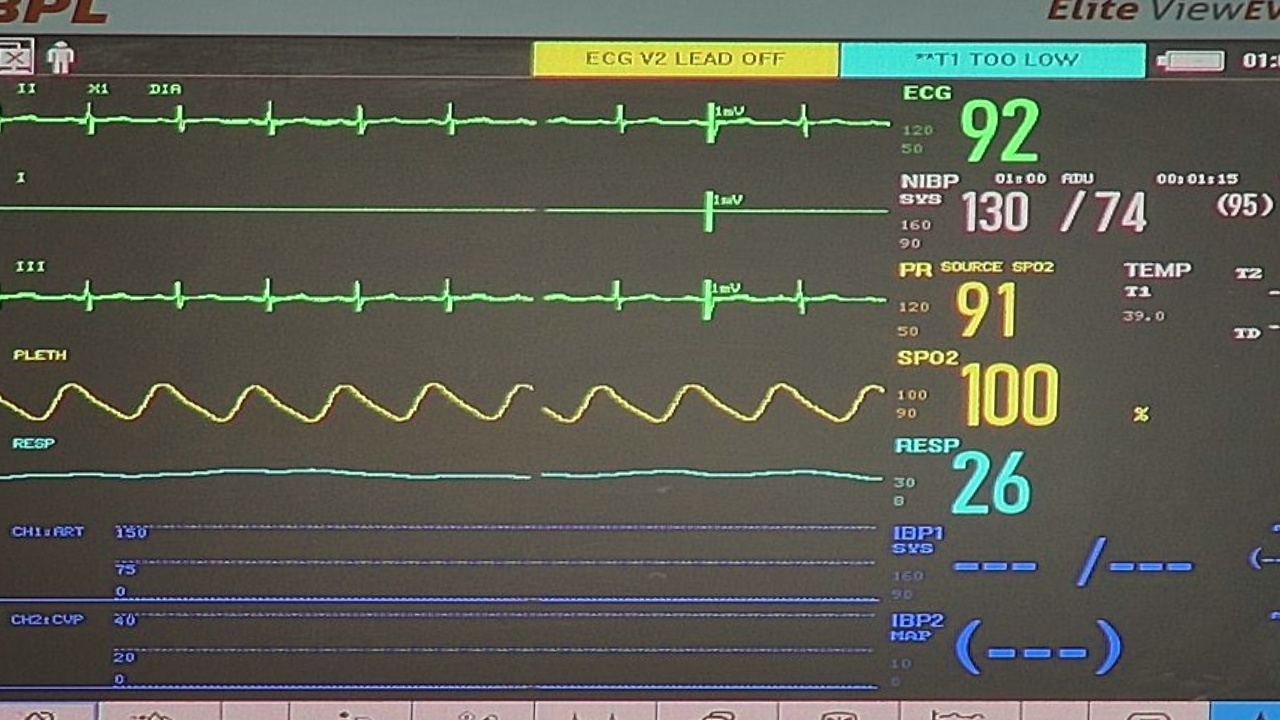 BPL Elite ViewEV
ECG V2 LEAD OFF **T1 TOO LOW 01:
II X1 DIA
1mV
ECG
120
50
92
I
1mV
NIBP 01:00 ADU 00:01:15
SYS
160
90
130 / 74 (95)
III
1mV
PR SOURCE SPO2
120
50
91
TEMP T2
T1
39.0
TD
PLETH
SPO2
100
90
100 %
RESP
RESP
30
8
26
CH1:ART 150
75
0
IBP1
SYS
160
90
--- /---
(--
CH2:CVP 40
20
0
IBP2
MAP
10
0
(---)